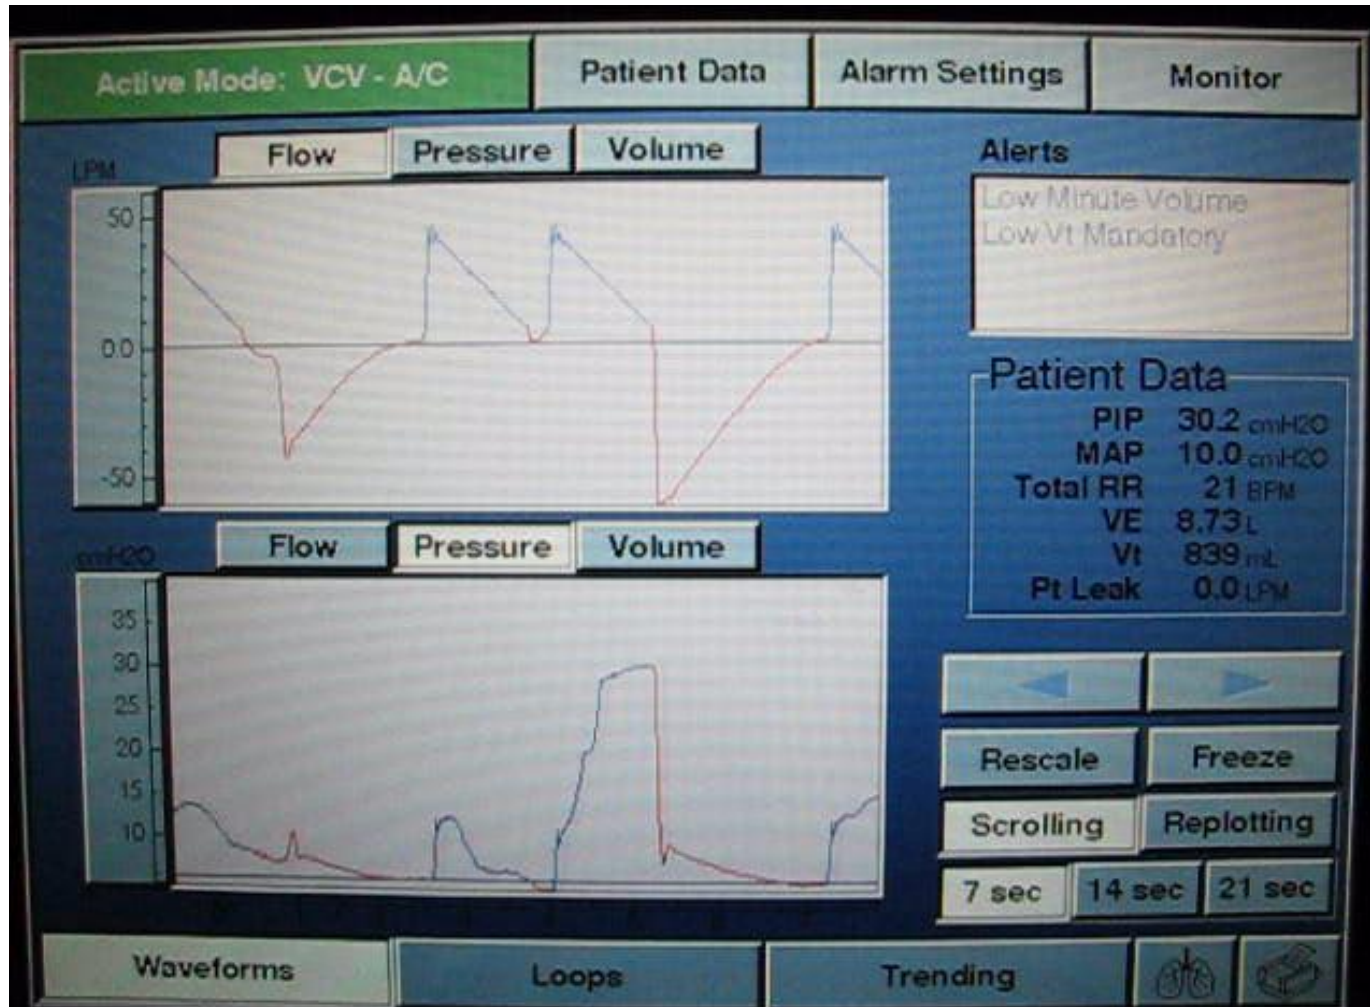 Active Mode: VCV - A/C
Patient Data
Alarm Settings
Monitor
Flow
Pressure
Volume
LPM
50
0.0
-50
Alerts
Low Minute Volume
Low Vt Mandatory
Patient Data
PIP 30.2 cmH2O
MAP 10.0 cmH2O
Total RR 21 BPM
VE 8.73 L
Vt 839 mL
Pt Leak 0.0 LPM
Flow
Pressure
Volume
cmH2O
35
30
25
20
15
10
Rescale
Freeze
Scrolling
Replotting
7 sec
14 sec
21 sec
Waveforms
Loops
Trending